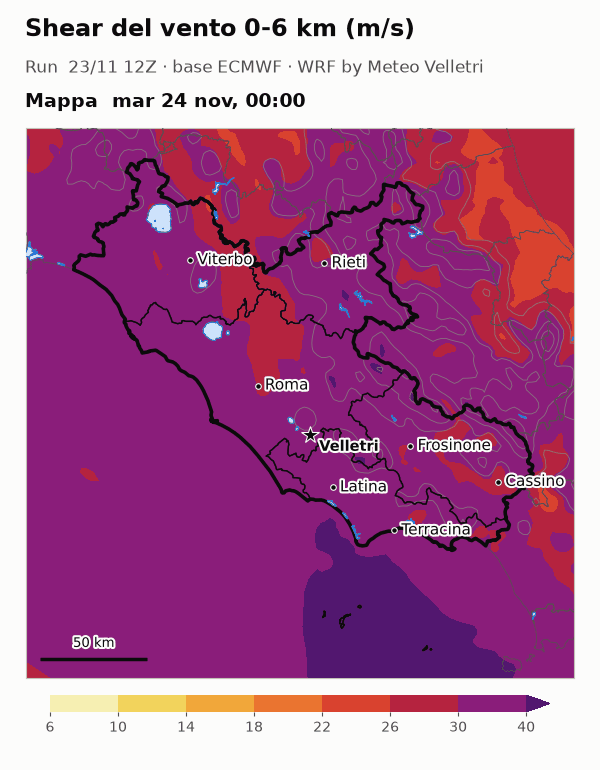 Shear del vento 0-6 km (m/s)
Run  23/11 12Z · base ECMWF · WRF by Meteo Velletri
Mappa  mar 24 nov, 00:00
Viterbo
Rieti
Roma
Velletri
Frosinone
Latina
Cassino
Terracina
50 km
6 10 14 18 22 26 30 40